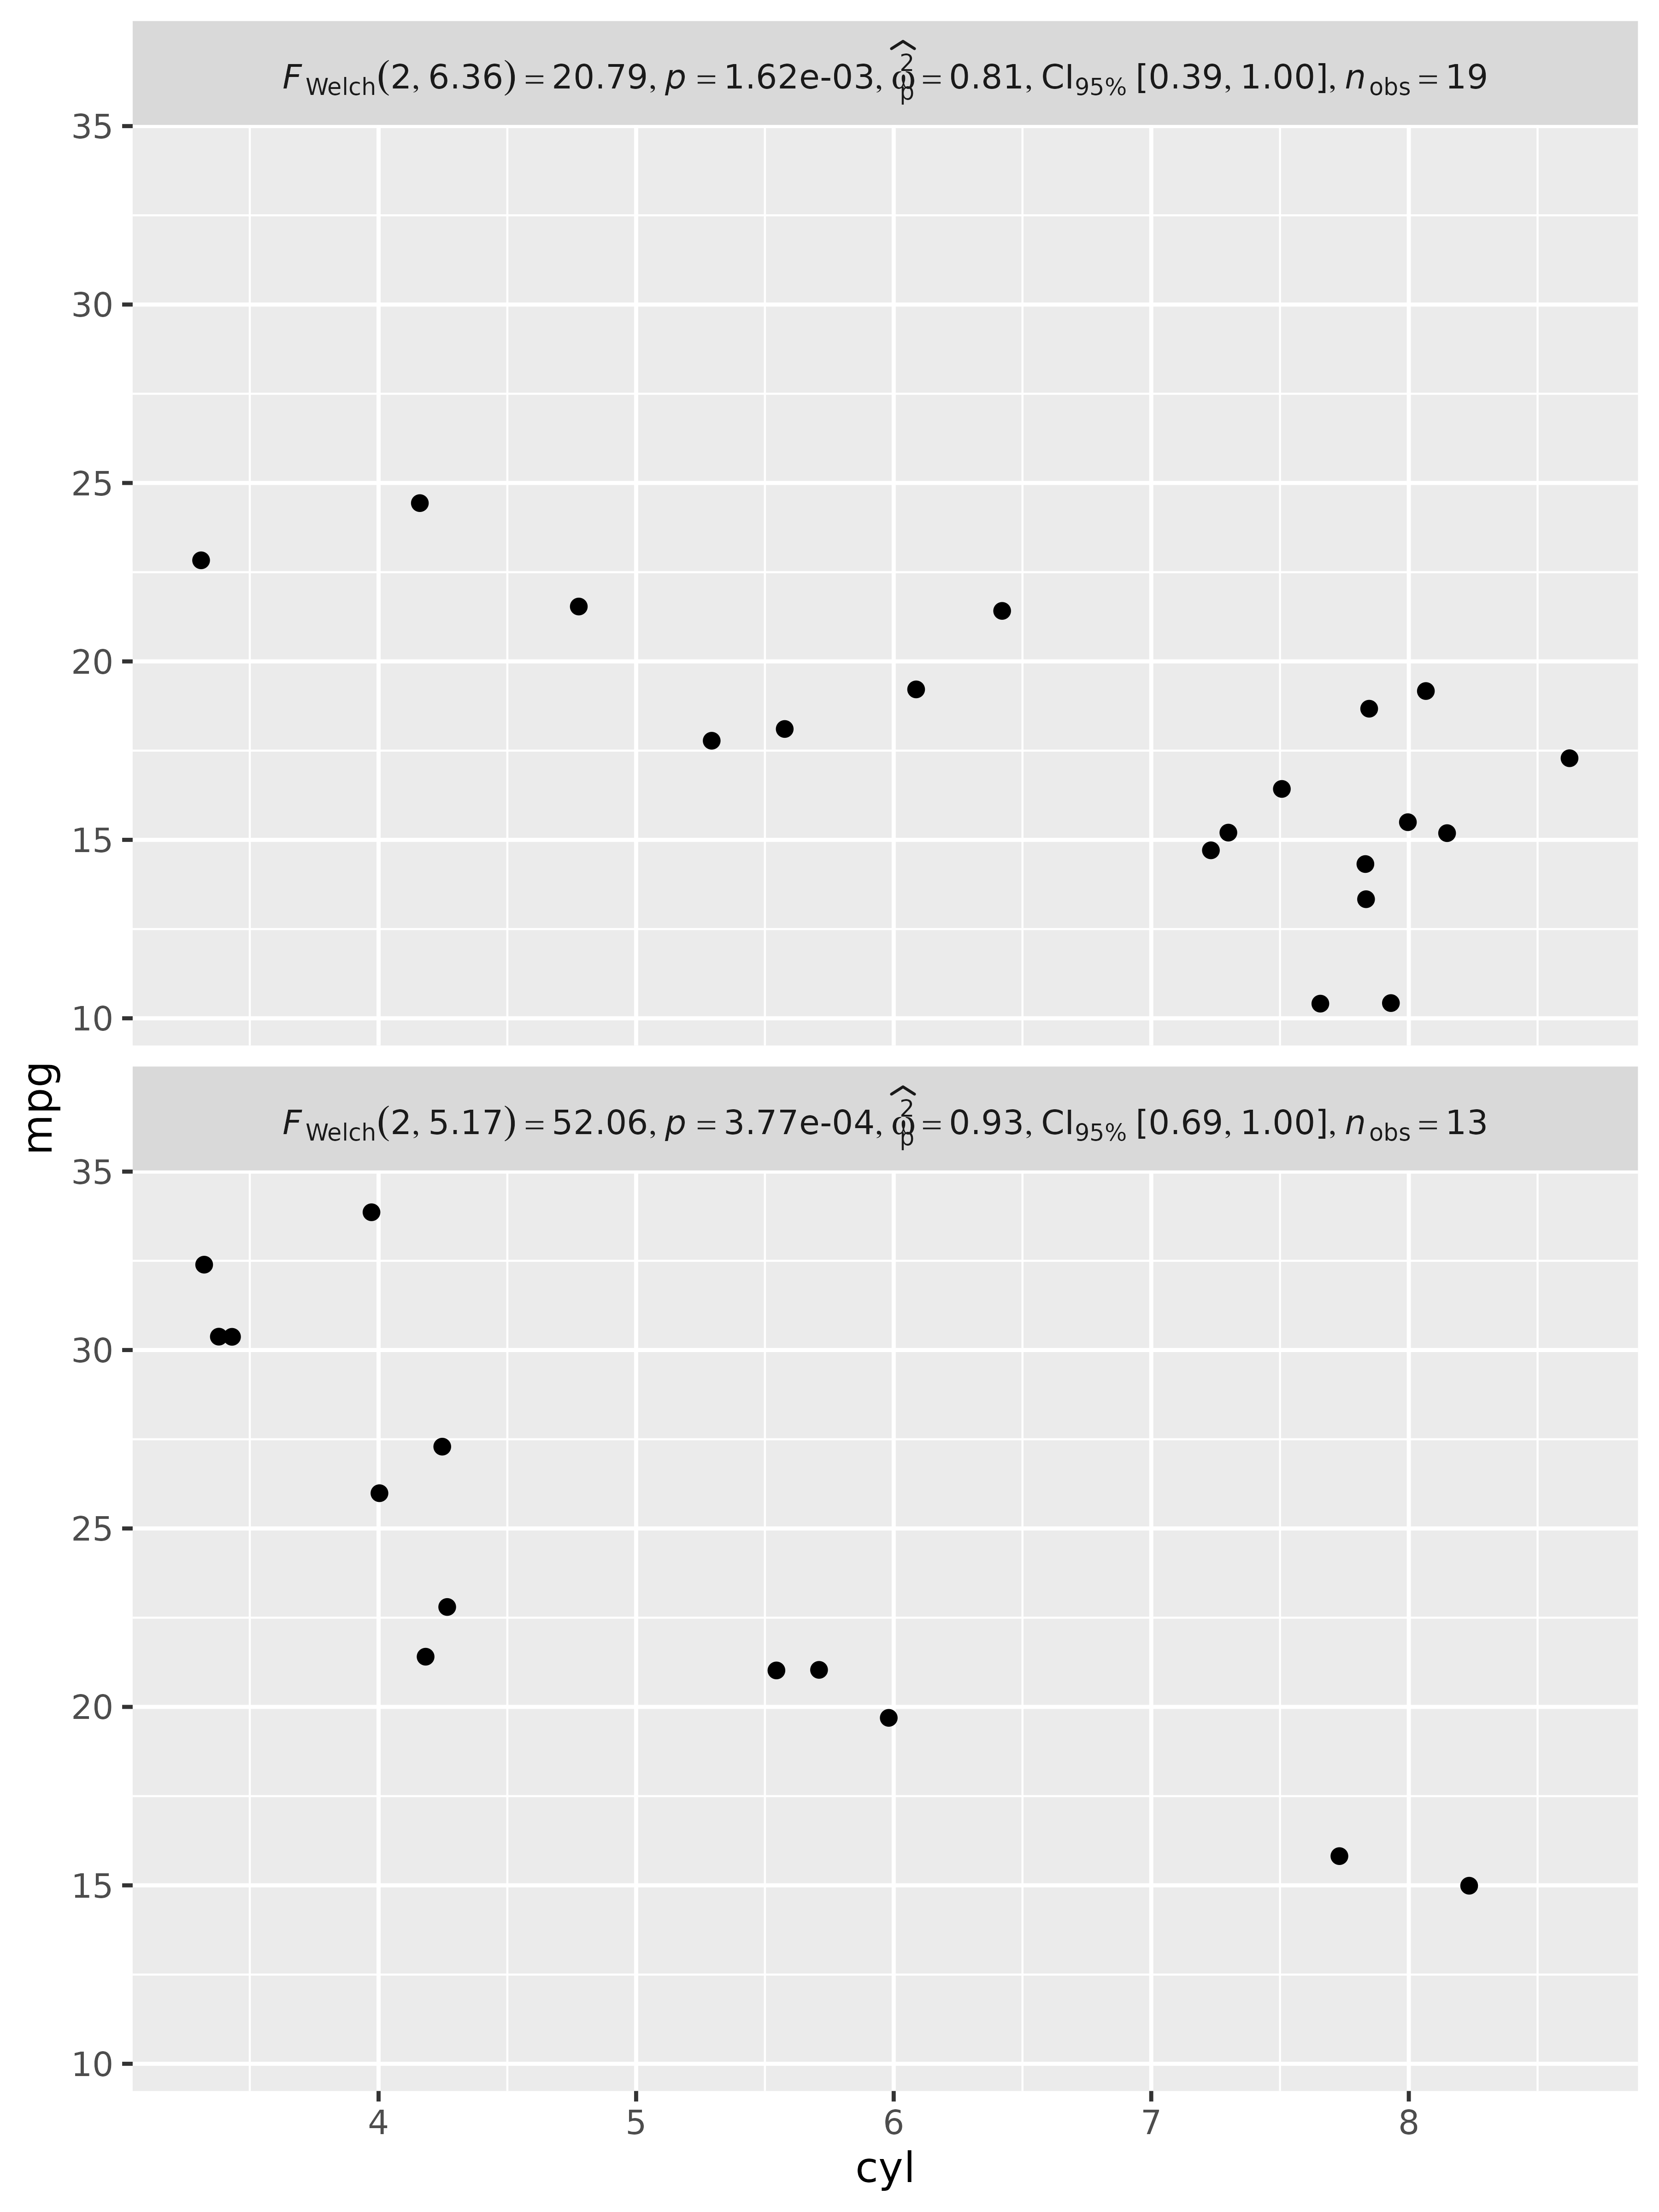 F Welch(2, 6.36) = 20.79, p = 1.62e-03, ω̂²p = 0.81, CI95% [0.39, 1.00], nobs = 19
35
30
25
20
15
10
mpg
F Welch(2, 5.17) = 52.06, p = 3.77e-04, ω̂²p = 0.93, CI95% [0.69, 1.00], nobs = 13
35
30
25
20
15
10
4 5 6 7 8
cyl